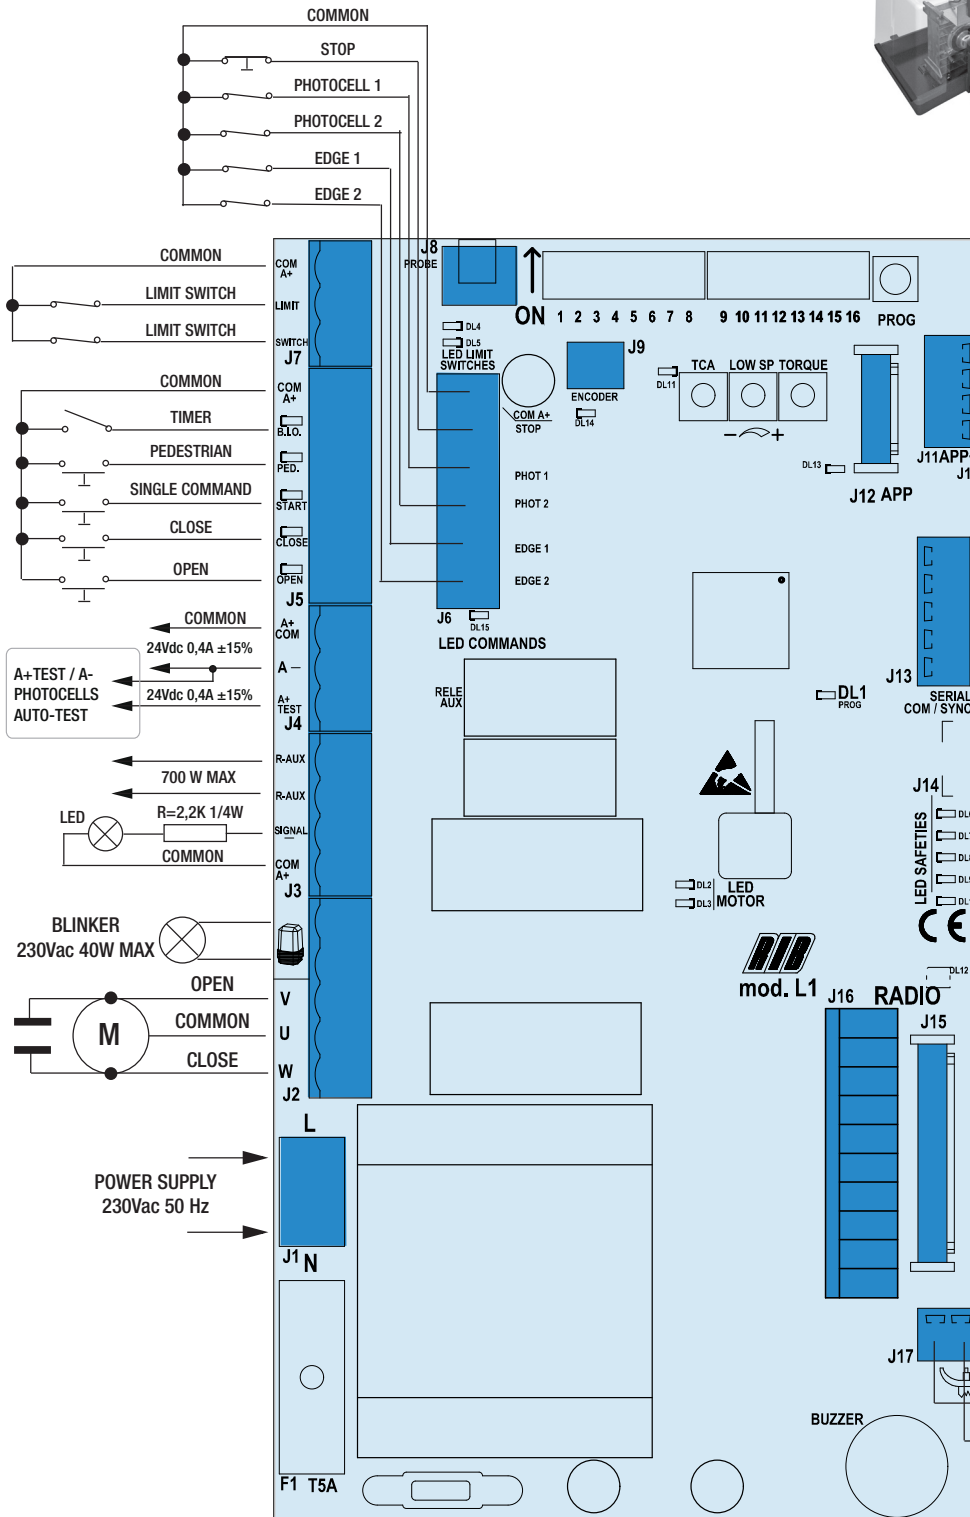 COMMON
STOP
PHOTOCELL 1
PHOTOCELL 2
EDGE 1
EDGE 2
COMMON
LIMIT SWITCH
LIMIT SWITCH
COM
A+
LIMIT
SWITCH
J7
J8
PROBE
ON
1 2 3 4 5 6 7 8
9 10 11 12 13 14 15 16
PROG
DL4
DL5
LED LIMIT
SWITCHES
COM A+
STOP
J9
ENCODER
DL14
DL11
TCA
LOW SP
TORQUE
− +
DL13
J12 APP
J11APP
J1
COMMON
TIMER
PEDESTRIAN
SINGLE COMMAND
CLOSE
OPEN
COM
A+
B.I.O.
PED.
START
CLOSE
OPEN
J5
PHOT 1
PHOT 2
EDGE 1
EDGE 2
J6
DL15
LED COMMANDS
COMMON
24Vdc 0,4A ±15%
24Vdc 0,4A ±15%
A+TEST / A-
PHOTOCELLS
AUTO-TEST
A+
COM
A −
A+
TEST
J4
RELE
AUX
DL1
PROG
J13
SERIAL
COM / SYNC
R-AUX
700 W MAX
R-AUX
LED
R=2,2K 1/4W
SIGNAL
COMMON
COM
A+
J3
J14
LED SAFETIES
DL6
DL7
DL8
DL9
CE
DL2
DL3
LED
MOTOR
BLINKER
230Vac 40W MAX
RIB
mod. L1
DL12
J16
RADIO
J15
OPEN
COMMON
CLOSE
M
V
U
W
J2
L
POWER SUPPLY
230Vac 50 Hz
J1
N
J17
BUZZER
F1 T5A